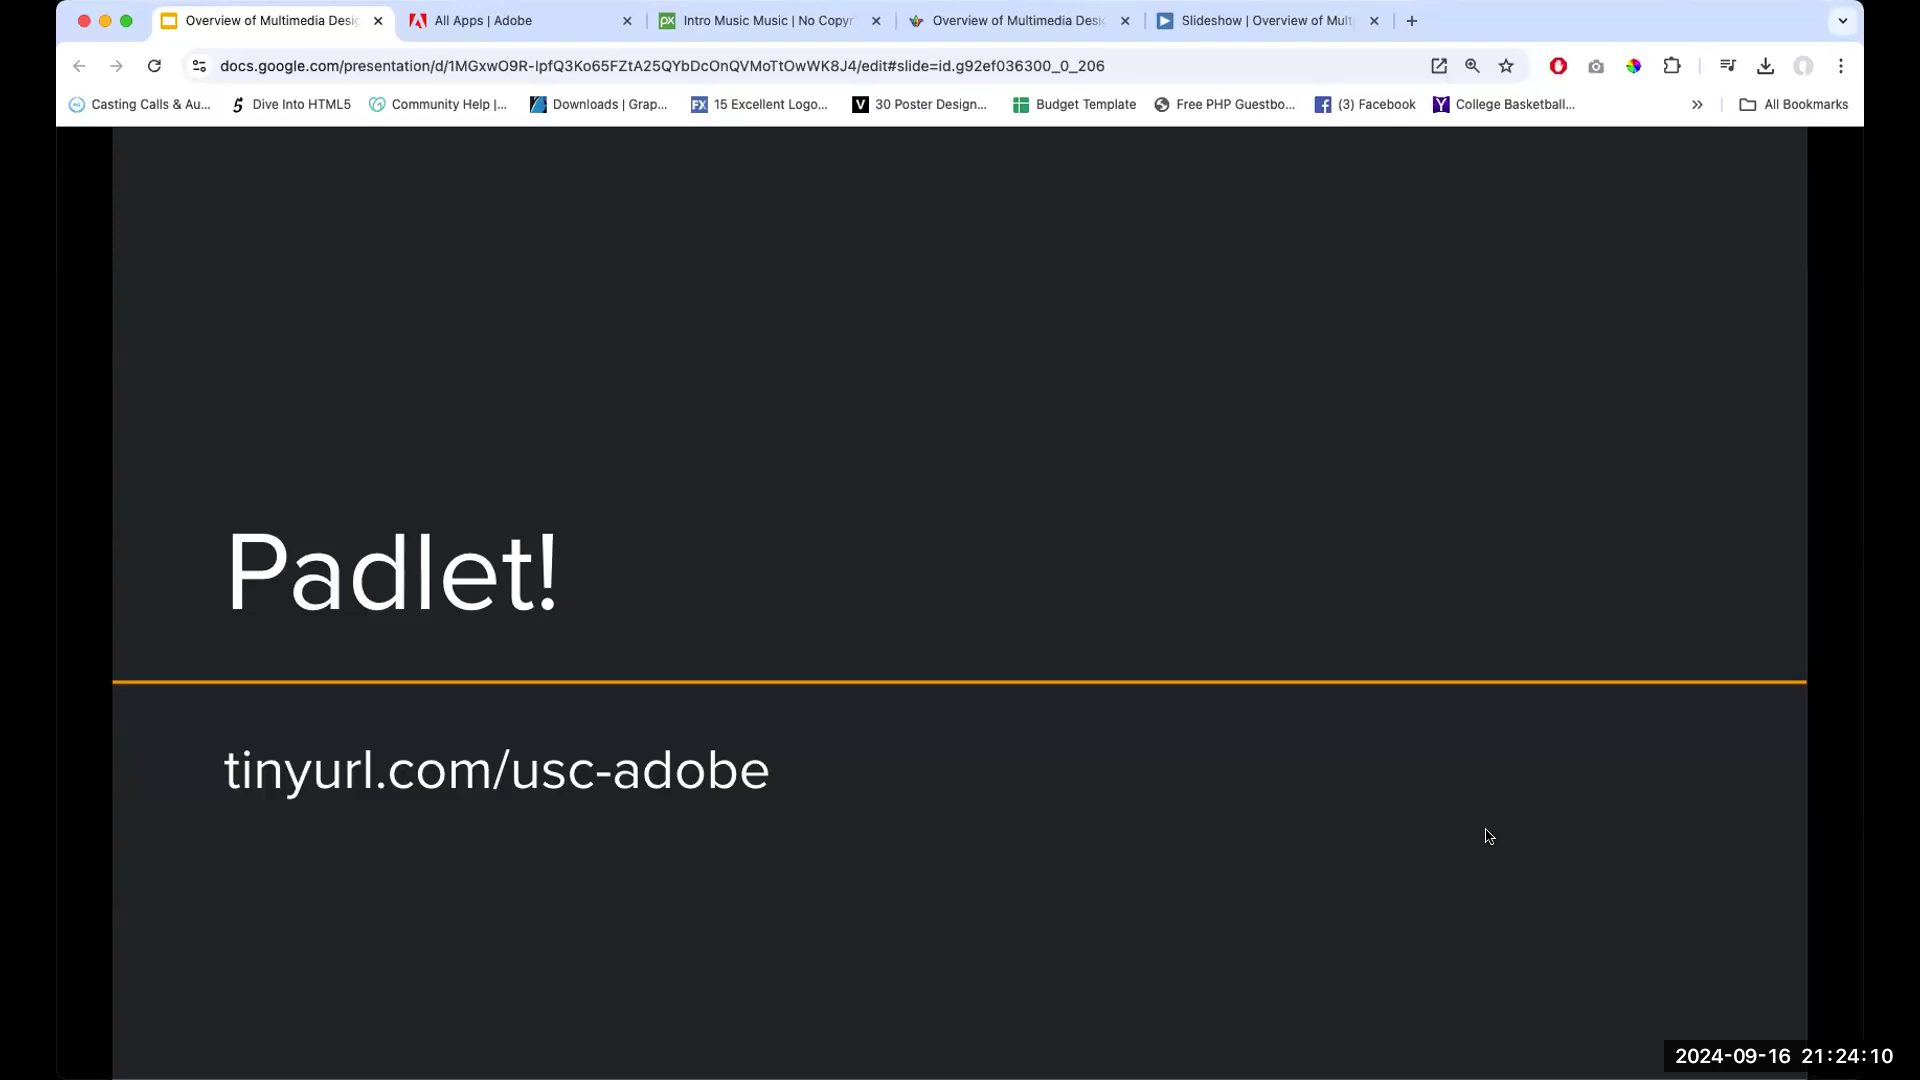 Overview of Multimedia Desig
All Apps | Adobe
Intro Music Music | No Copyr
Overview of Multimedia Desig
Slideshow | Overview of Mult
docs.google.com/presentation/d/1MGxwO9R-lpfQ3Ko65FZtA25QYbDcOnQVMoTtOwWK8J4/edit#slide=id.g92ef036300_0_206
Casting Calls & Au...
Dive Into HTML5
Community Help |...
Downloads | Grap...
15 Excellent Logo...
30 Poster Design...
Budget Template
Free PHP Guestbo...
(3) Facebook
College Basketball...
All Bookmarks
Padlet!
tinyurl.com/usc-adobe
2024-09-16 21:24:10